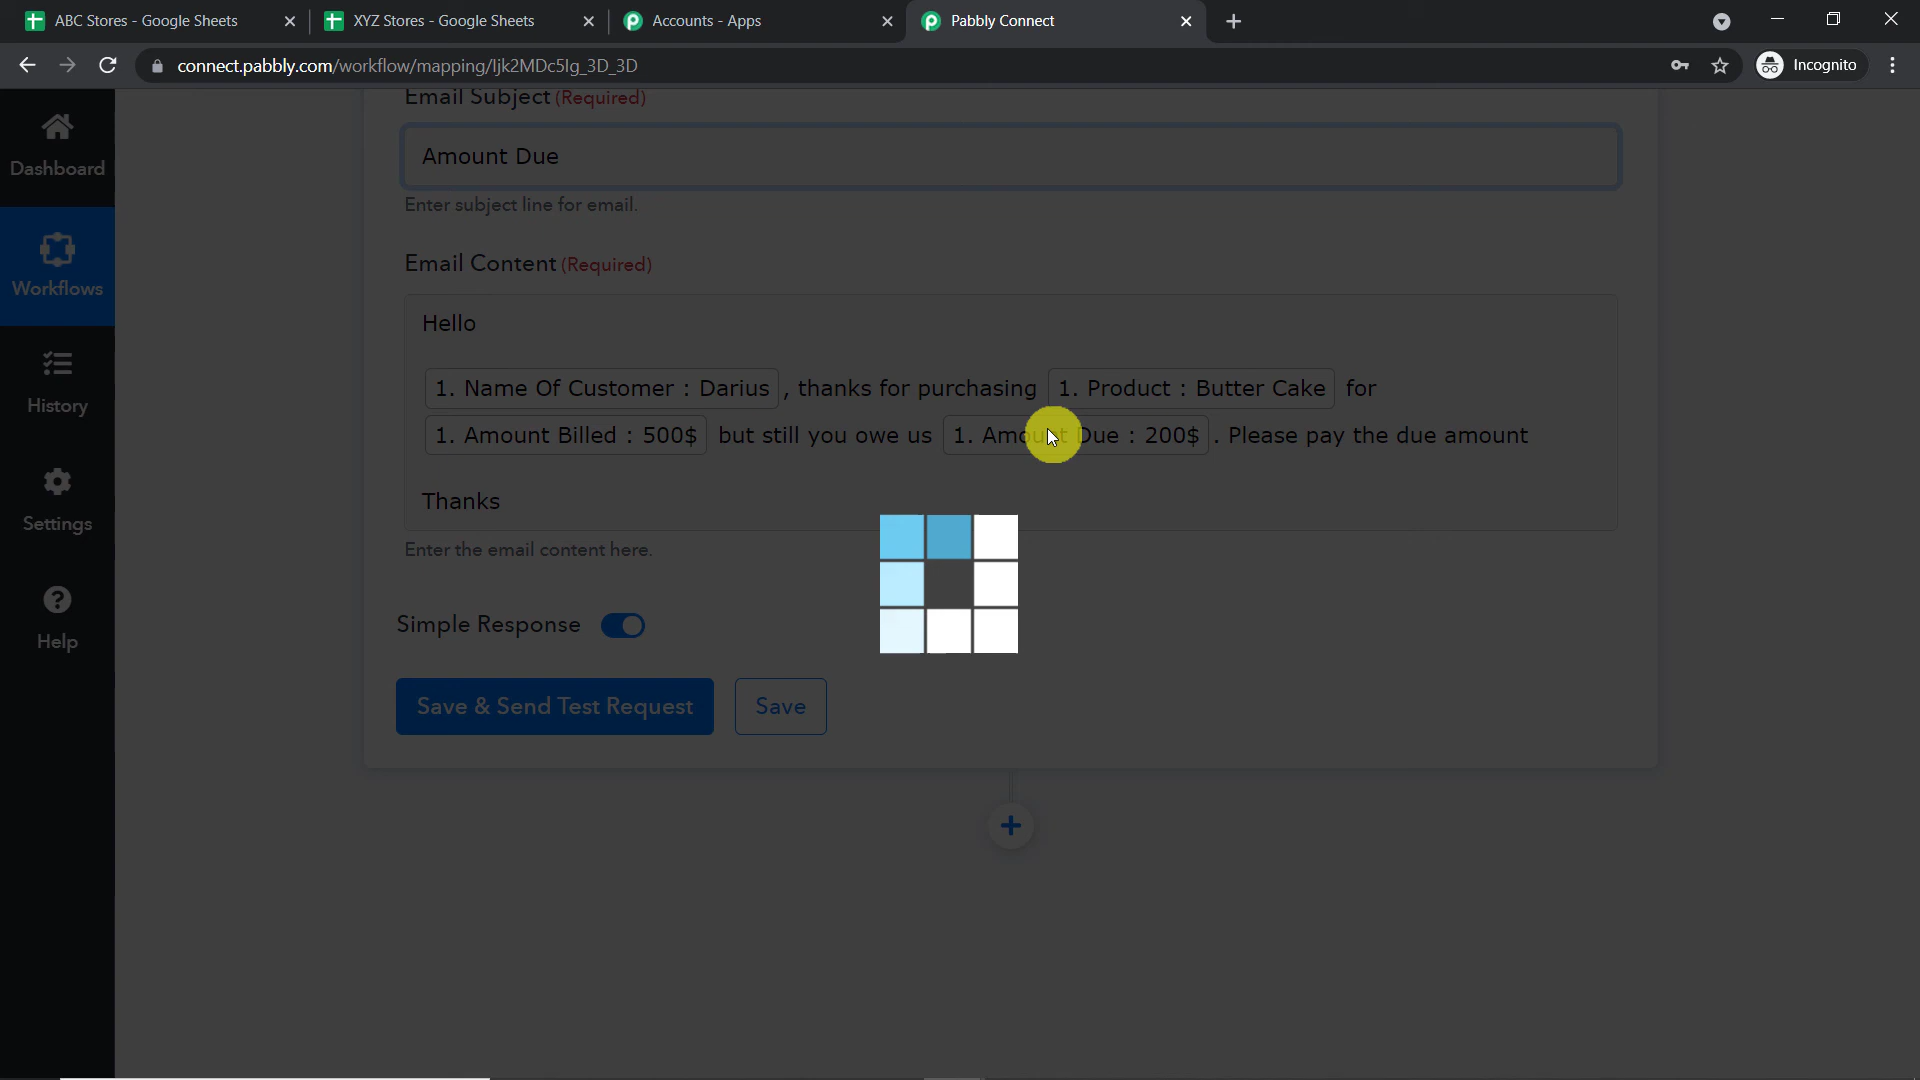 ABC Stores - Google Sheets
XYZ Stores - Google Sheets
Accounts - Apps
Pabbly Connect
connect.pabbly.com/workflow/mapping/Ijk2MDc5Ig_3D_3D
Incognito
Dashboard
Workflows
History
Settings
Help
Email Subject (Required)
Amount Due
Enter subject line for email.
Email Content (Required)
Hello
1. Name Of Customer : Darius , thanks for purchasing 1. Product : Butter Cake for
1. Amount Billed : 500$ but still you owe us 1. Amount Due : 200$ . Please pay the due amount
Thanks
Enter the email content here.
Simple Response
Save & Send Test Request
Save